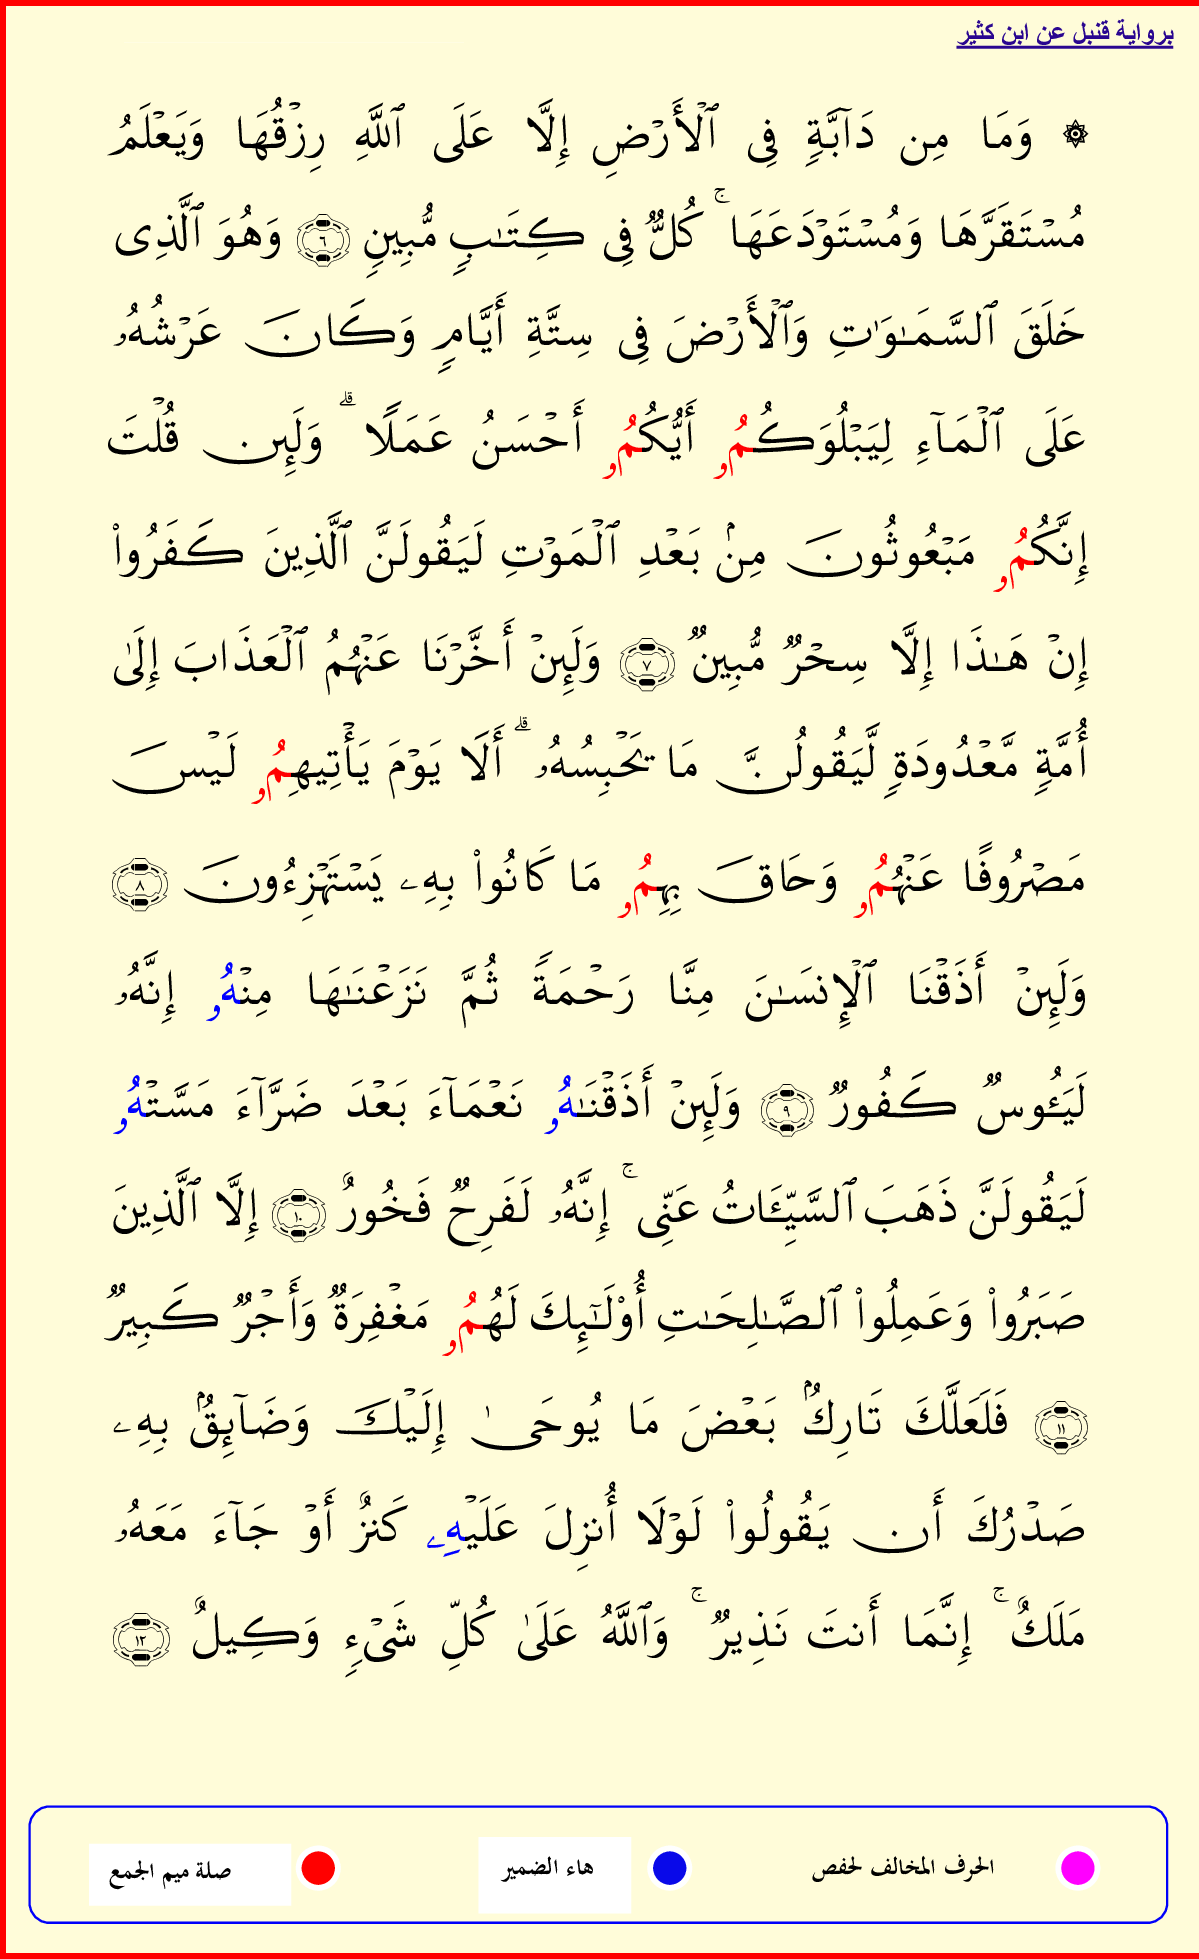 برواية قنبل عن ابن كثير
۞ وَمَا مِن دَآبَّةٖ فِي ٱلۡأَرۡضِ إِلَّا عَلَى ٱللَّهِ رِزۡقُهَا وَيَعۡلَمُ
مُسۡتَقَرَّهَا وَمُسۡتَوۡدَعَهَاۚ كُلّٞ فِي كِتَٰبٖ مُّبِينٖ ٦ وَهُوَ ٱلَّذِي
خَلَقَ ٱلسَّمَٰوَٰتِ وَٱلۡأَرۡضَ فِي سِتَّةِ أَيَّامٖ وَكَانَ عَرۡشُهُۥ
عَلَى ٱلۡمَآءِ لِيَبۡلُوَكُمُۥ أَيُّكُمُۥ أَحۡسَنُ عَمَلٗاۗ وَلَئِن قُلۡتَ
إِنَّكُمُۥ مَبۡعُوثُونَ مِنۢ بَعۡدِ ٱلۡمَوۡتِ لَيَقُولَنَّ ٱلَّذِينَ كَفَرُواْ
إِنۡ هَٰذَا إِلَّا سِحۡرٞ مُّبِينٞ ٧ وَلَئِنۡ أَخَّرۡنَا عَنۡهُمُ ٱلۡعَذَابَ إِلَىٰ
أُمَّةٖ مَّعۡدُودَةٖ لَّيَقُولُنَّ مَا يَحۡبِسُهُۥۗ أَلَا يَوۡمَ يَأۡتِيهِمُۥ لَيۡسَ
مَصۡرُوفًا عَنۡهُمُۥ وَحَاقَ بِهِمُۥ مَا كَانُواْ بِهِۦ يَسۡتَهۡزِءُونَ ٨
وَلَئِنۡ أَذَقۡنَا ٱلۡإِنسَٰنَ مِنَّا رَحۡمَةٗ ثُمَّ نَزَعۡنَٰهَا مِنۡهُۥ إِنَّهُۥ
لَيَـُٔوسٞ كَفُورٞ ٩ وَلَئِنۡ أَذَقۡنَٰهُۥ نَعۡمَآءَ بَعۡدَ ضَرَّآءَ مَسَّتۡهُۥ
لَيَقُولَنَّ ذَهَبَ ٱلسَّيِّـَٔاتُ عَنِّيۚ إِنَّهُۥ لَفَرِحٞ فَخُورٌ ١٠ إِلَّا ٱلَّذِينَ
صَبَرُواْ وَعَمِلُواْ ٱلصَّٰلِحَٰتِ أُوْلَٰٓئِكَ لَهُمُۥ مَغۡفِرَةٞ وَأَجۡرٞ كَبِيرٞ
١١ فَلَعَلَّكَ تَارِكُۢ بَعۡضَ مَا يُوحَىٰ إِلَيۡكَ وَضَآئِقُۢ بِهِۦ
صَدۡرُكَ أَن يَقُولُواْ لَوۡلَا أُنزِلَ عَلَيۡهِۦ كَنزٌ أَوۡ جَآءَ مَعَهُۥ
مَلَكٌۚ إِنَّمَا أَنتَ نَذِيرٞۚ وَٱللَّهُ عَلَىٰ كُلِّ شَيۡءٖ وَكِيلٌ ١٢
الحرف المخالف لحفص هاء الضمير صلة ميم الجمع